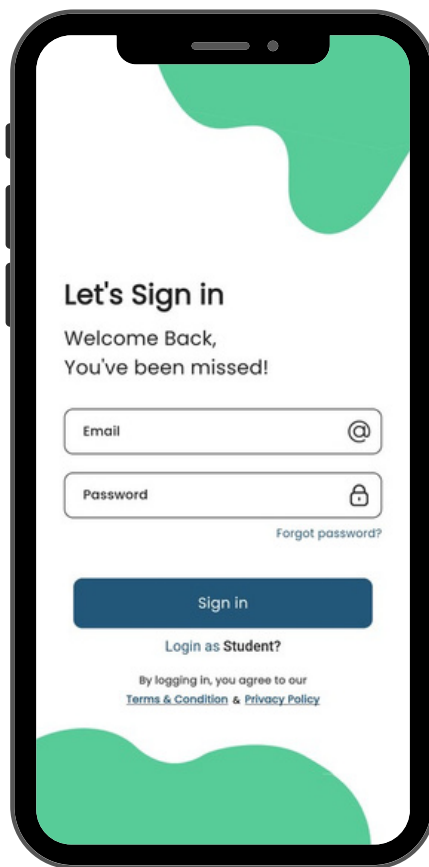 Let's Sign in
Welcome Back,
You've been missed!
Email @
Password
Forgot password?
Sign in
Login as Student?
By logging in, you agree to our
Terms & Condition & Privacy Policy